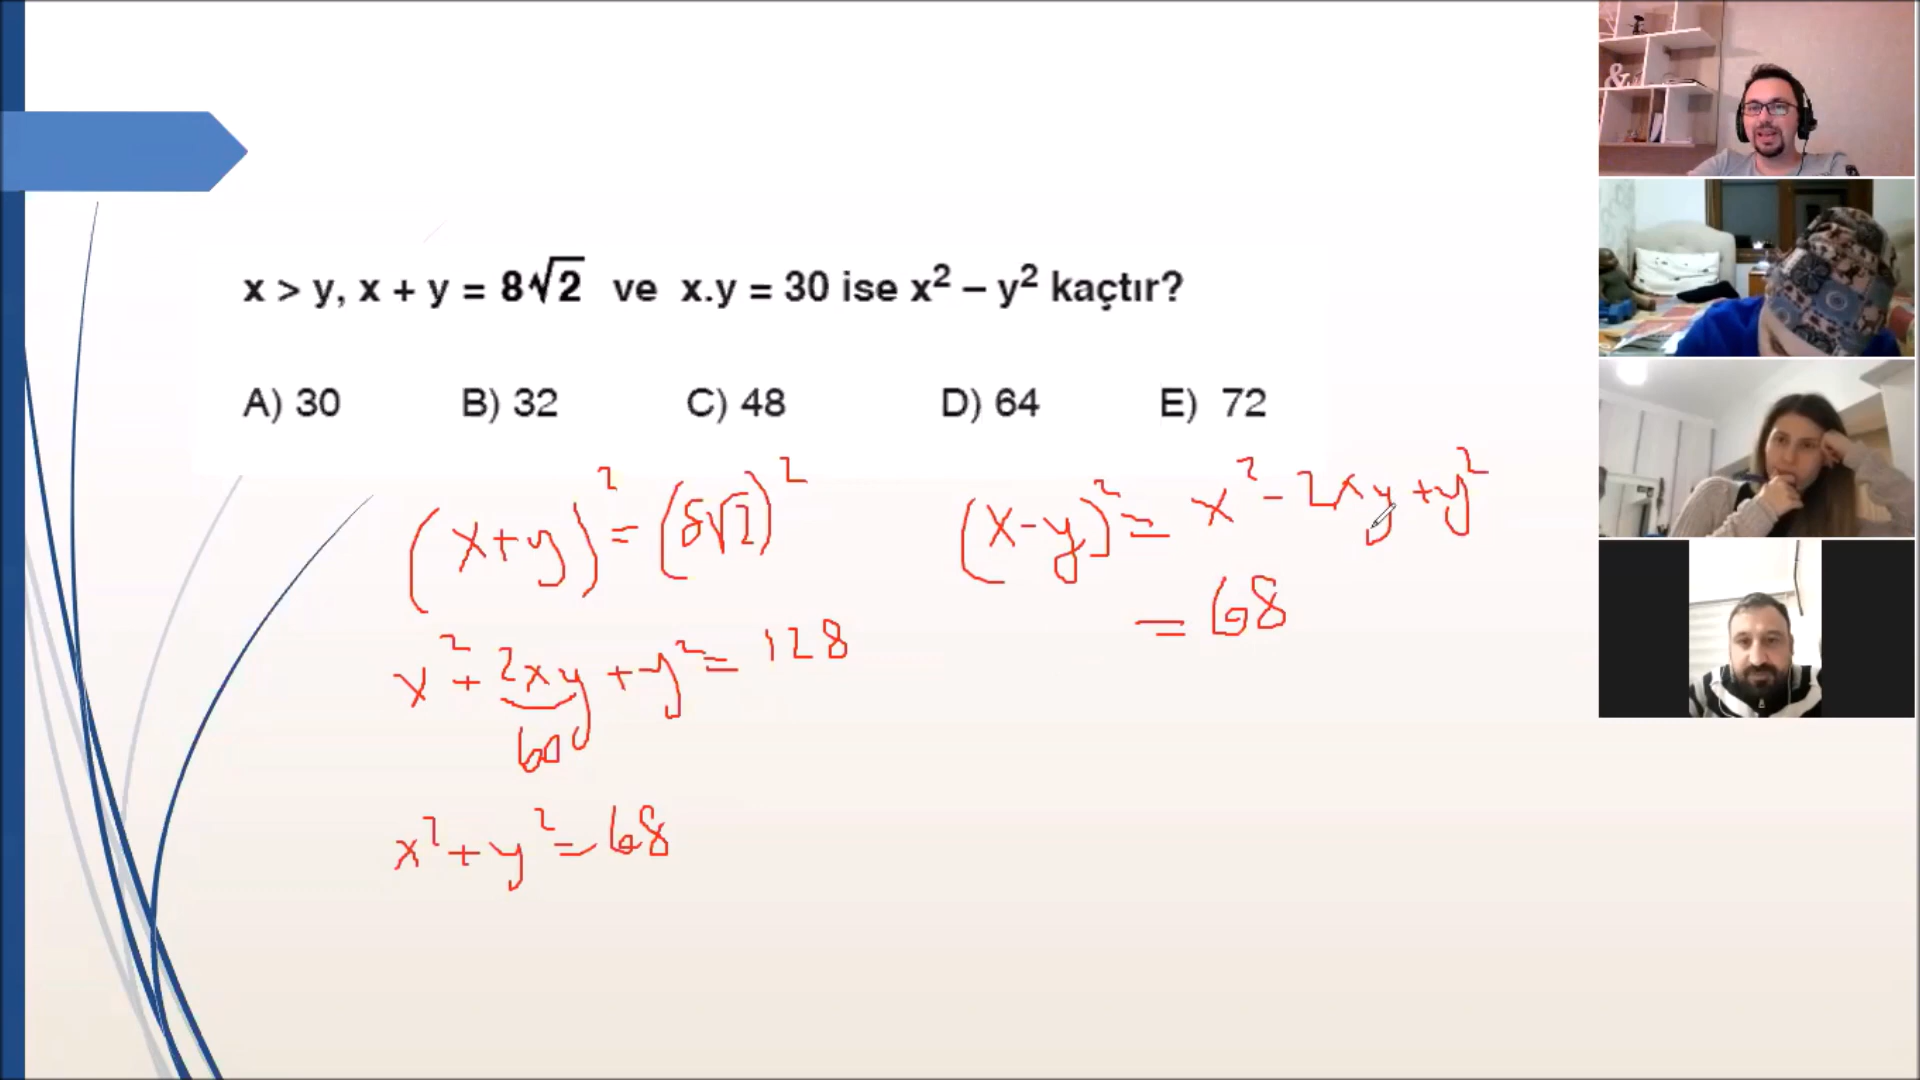 x > y, x + y = 8√2 ve x.y = 30 ise x² – y² kaçtır?
A) 30 B) 32 C) 48 D) 64 E) 72
(x+y)² = (8√2)² (x-y)² = x² - 2xy + y²
= 68
x² + 2xy + y² = 128
60
x² + y² = 68
&